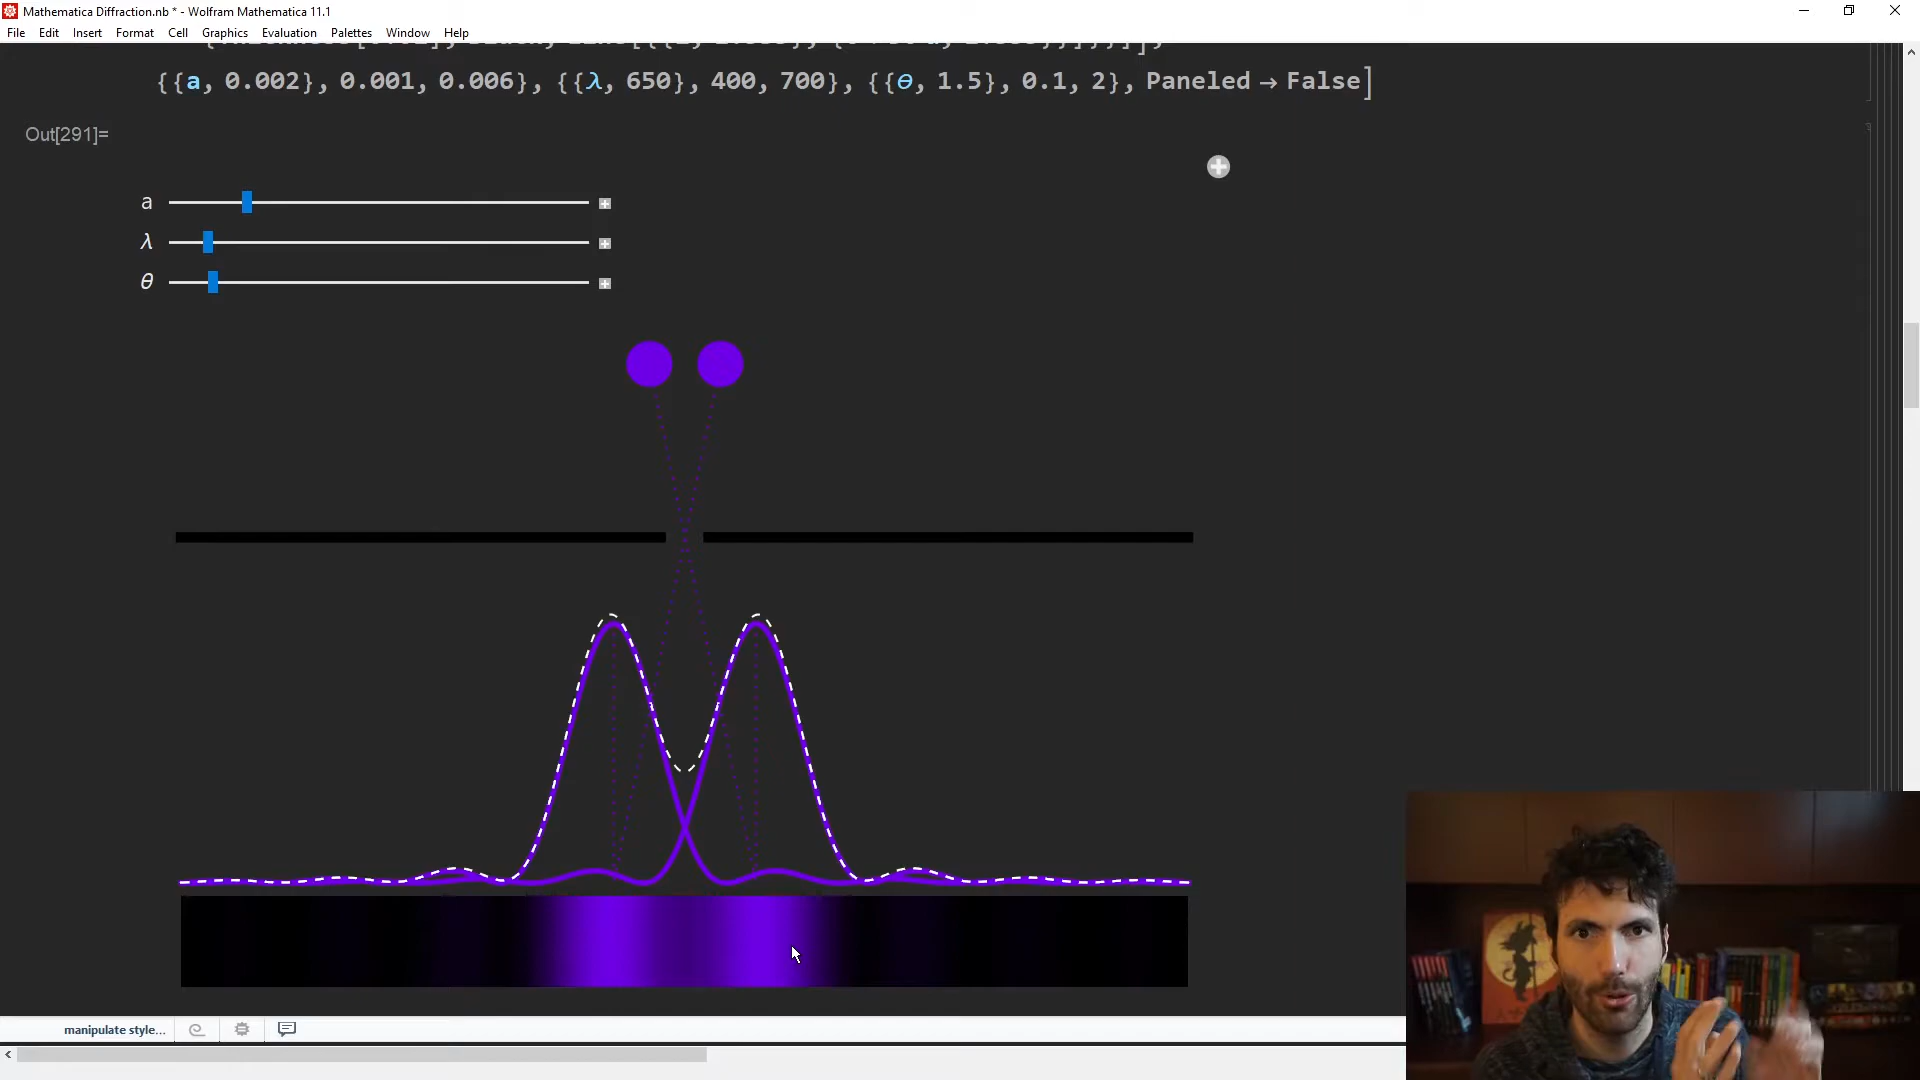 Mathematica Diffraction.nb * - Wolfram Mathematica 11.1
File Edit Insert Format Cell Graphics Evaluation Palettes Window Help
{{a, 0.002}, 0.001, 0.006}, {{λ, 650}, 400, 700}, {{θ, 1.5}, 0.1, 2}, Paneled → False]
Out[291]=
a
λ
θ
manipulate style...